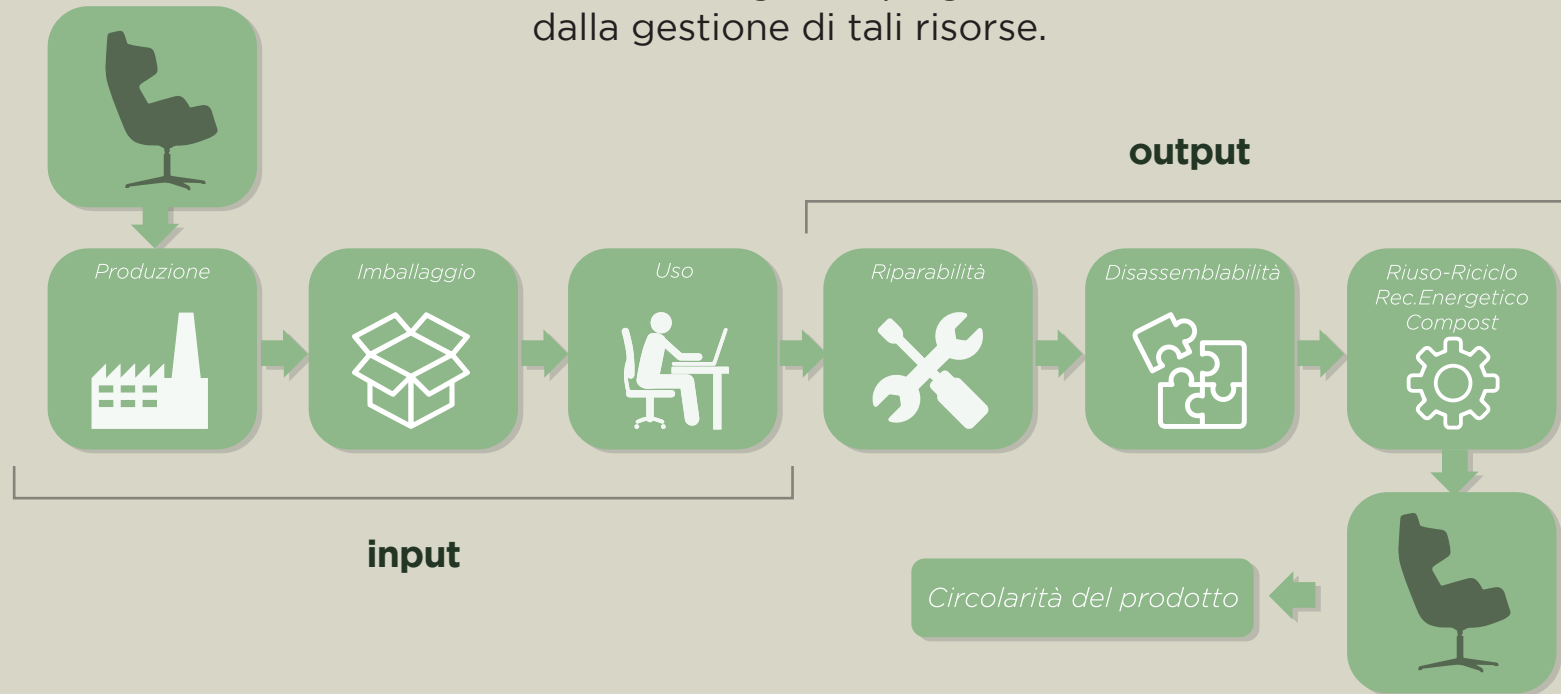 dalla gestione di tali risorse.
output
Produzione
Imballaggio
Uso
Riparabilità
Disassemblabilità
Riuso-Riciclo
Rec.Energetico
Compost
input
Circolarità del prodotto